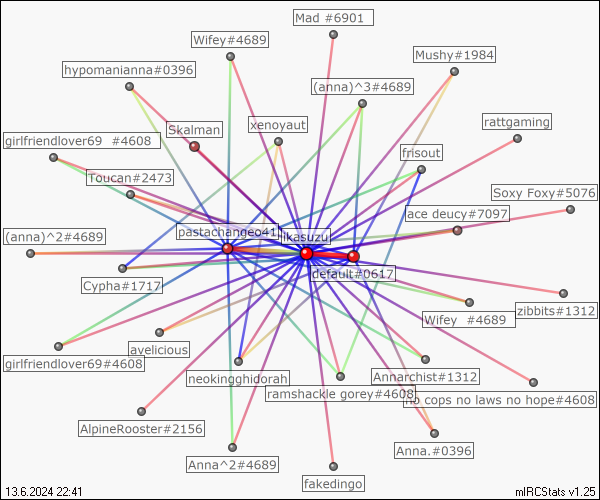 Mad #6901
Wifey#4689
Mushy#1984
hypomanianna#0396
(anna)^3#4689
Skalman
xenoyaut
rattgaming
girlfriendlover69 #4608
frisout
Toucan#2473
Soxy Foxy#5076
ace deucy#7097
pastachangeo41
ikasuzu
(anna)^2#4689
default#0617
Cypha#1717
zibbits#1312
Wifey #4689
avelicious
girlfriendlover69#4608
neokingghidorah
Annarchist#1312
ramshackle gorey#4608
no cops no laws no hope#4608
AlpineRooster#2156
Anna.#0396
Anna^2#4689
fakedingo
13.6.2024 22:41
mIRCStats v1.25